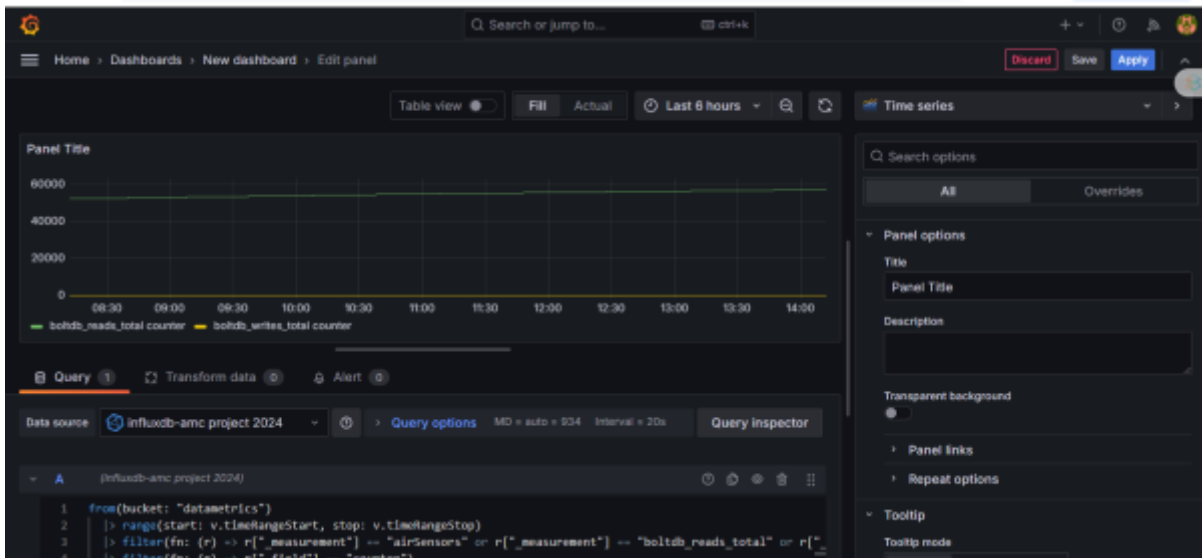 Search or jump to...
ctrl+k
Home › Dashboards › New dashboard › Edit panel
Discard
Save
Apply
Table view
Fill
Actual
Last 6 hours
Time series
Panel Title
60000
40000
20000
0
08:30 09:00 09:30 10:00 10:30 11:00 11:30 12:00 12:30 13:00 13:30 14:00
boltdb_reads_total counter boltdb_writes_total counter
Search options
All
Overrides
Panel options
Title
Panel Title
Description
Transparent background
Panel links
Repeat options
Tooltip
Tooltip mode
Query 1
Transform data 0
Alert 0
Data source
influxdb-amc project 2024
Query options
MD = auto = 934
Interval = 20s
Query inspector
A
(influxdb-amc project 2024)
1 from(bucket: "datametrics")
2 |> range(start: v.timeRangeStart, stop: v.timeRangeStop)
3 |> filter(fn: (r) => r["_measurement"] == "airSensors" or r["_measurement"] == "boltdb_reads_total" or r["_